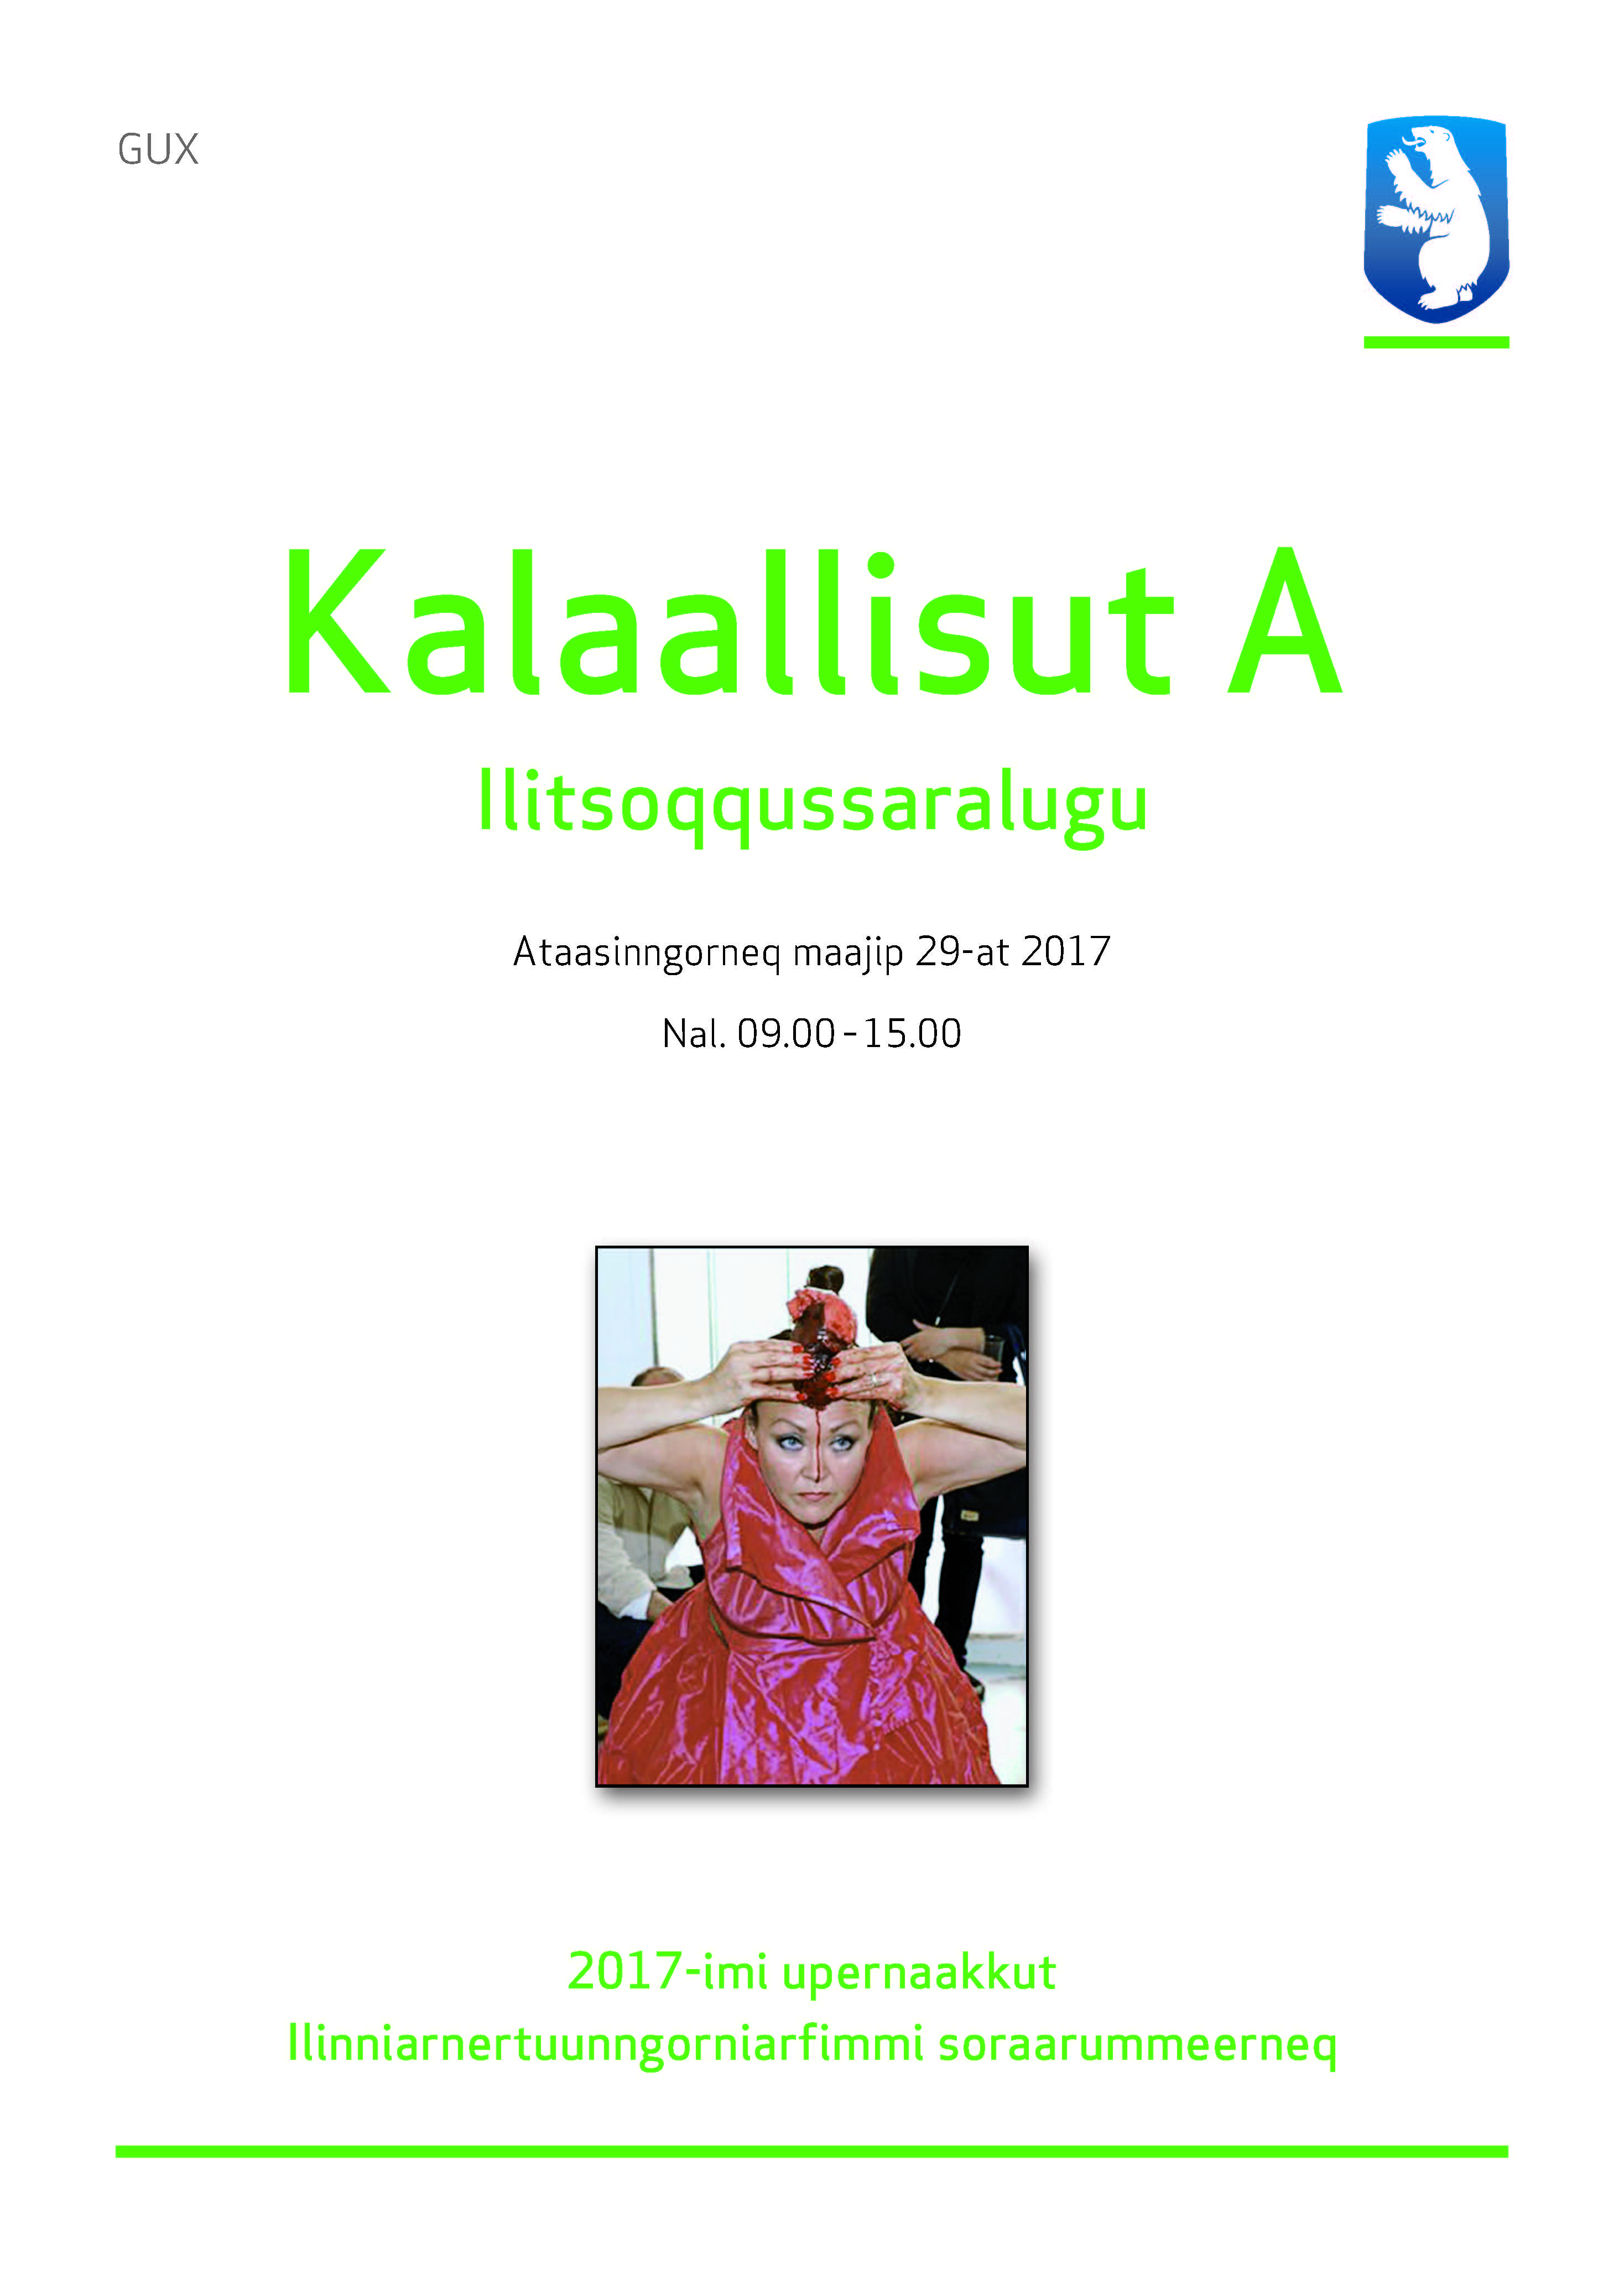 GUX
Kalaallisut A
Ilitsoqqussaralugu
Ataasinngorneq maajip 29-at 2017
Nal. 09.00 - 15.00
2017-imi upernaakkut
Ilinniarnertuunngorniarfimmi soraarummeerneq